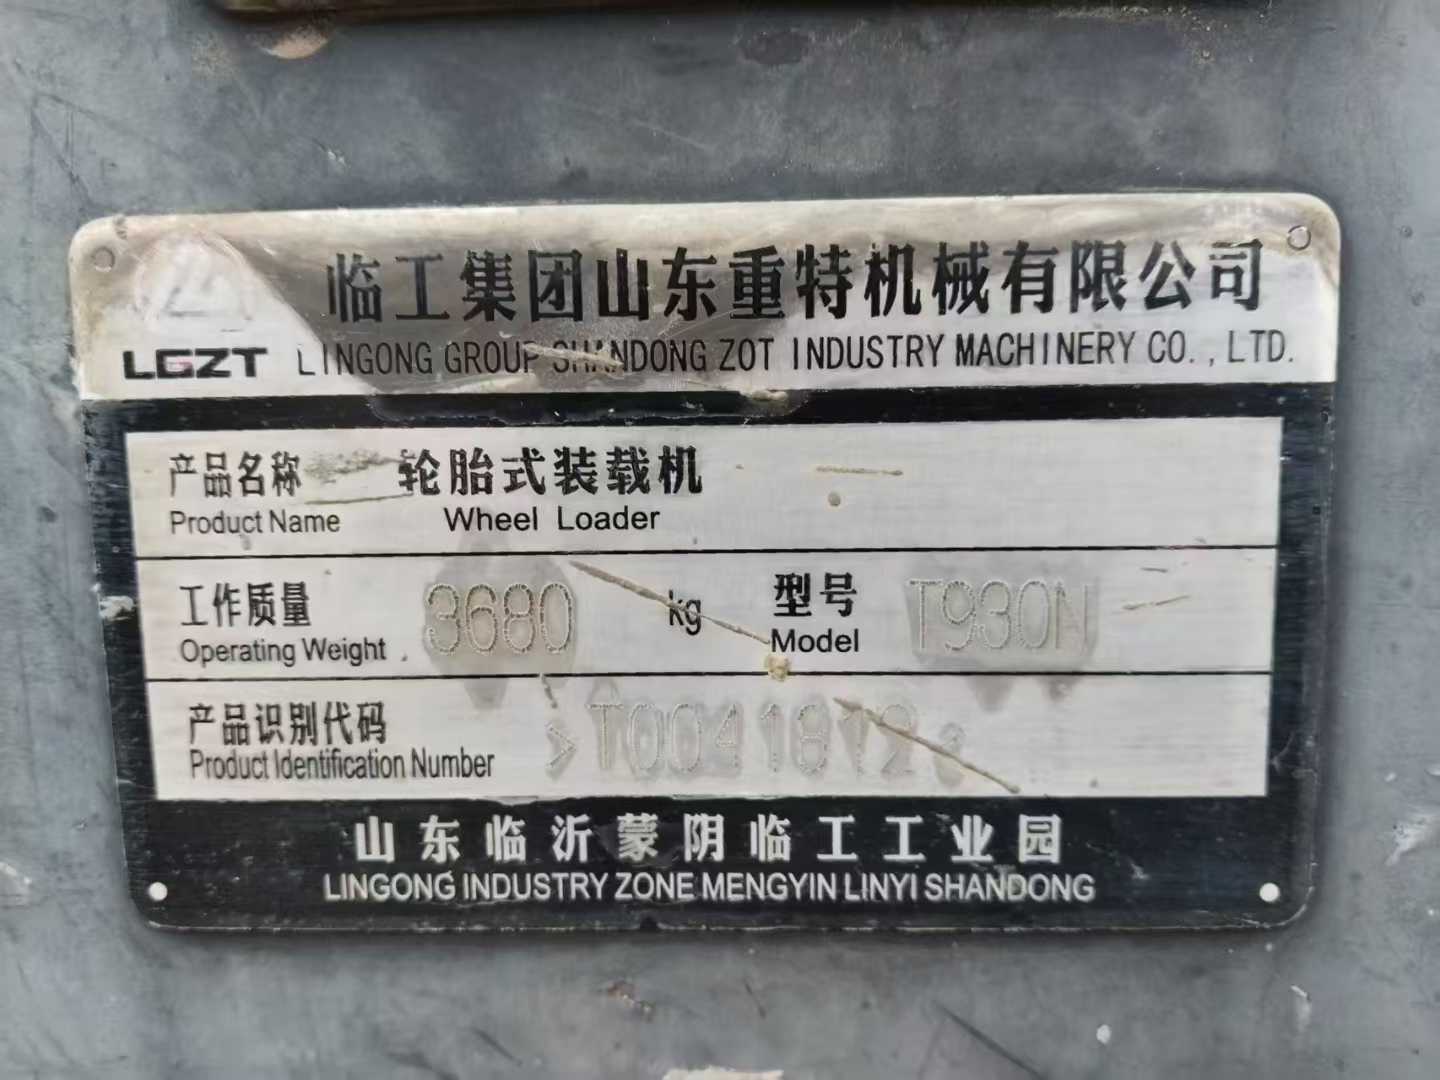 临工集团山东重特机械有限公司
LGZT LINGONG GROUP SHANDONG ZOT INDUSTRY MACHINERY CO., LTD.
产品名称 轮胎式装载机
Product Name Wheel Loader
工作质量 3680 kg 型号 T930N
Operating Weight Model
产品识别代码 >T0041812
Product Identification Number
山东临沂蒙阴临工工业园
LINGONG INDUSTRY ZONE MENGYIN LINYI SHANDONG